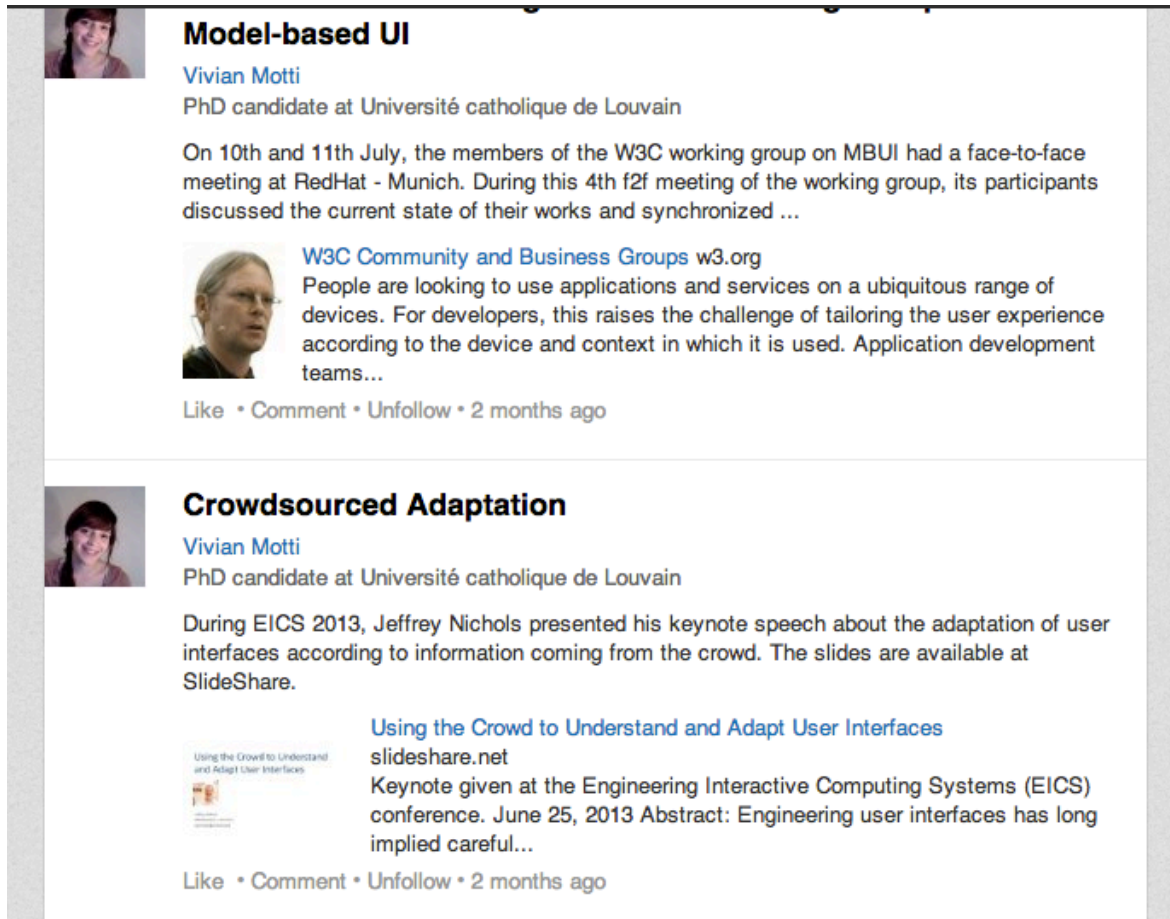 Model-based UI
Vivian Motti
PhD candidate at Université catholique de Louvain
On 10th and 11th July, the members of the W3C working group on MBUI had a face-to-face
meeting at RedHat - Munich. During this 4th f2f meeting of the working group, its participants
discussed the current state of their works and synchronized ...
W3C Community and Business Groups w3.org
People are looking to use applications and services on a ubiquitous range of
devices. For developers, this raises the challenge of tailoring the user experience
according to the device and context in which it is used. Application development
teams...
Like • Comment • Unfollow • 2 months ago
Crowdsourced Adaptation
Vivian Motti
PhD candidate at Université catholique de Louvain
During EICS 2013, Jeffrey Nichols presented his keynote speech about the adaptation of user
interfaces according to information coming from the crowd. The slides are available at
SlideShare.
Using the Crowd to Understand
and Adapt User Interfaces
Using the Crowd to Understand and Adapt User Interfaces
slideshare.net
Keynote given at the Engineering Interactive Computing Systems (EICS)
conference. June 25, 2013 Abstract: Engineering user interfaces has long
implied careful...
Like • Comment • Unfollow • 2 months ago